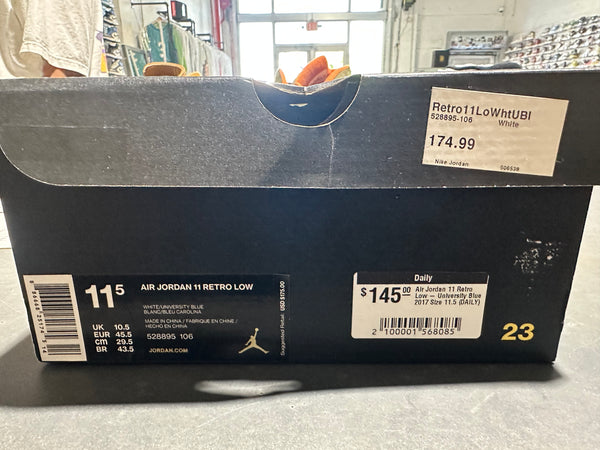 Retro11LoWhtUBl
528895-106
White
174.99
Nike Jordan 506538
11 5
AIR JORDAN 11 RETRO LOW
WHITE/UNIVERSITY BLUE
BLANC/BLEU CAROLINA
MADE IN CHINA / FABRIQUE EN CHINE /
HECHO EN CHINA
528895 106
JORDAN.COM
UK 10.5
EUR 45.5
CM 29.5
BR 43.5
Suggested Retail USD $175.00
Daily
$145.00
Air Jordan 11 Retro
Low — University Blue
2017 Size 11.5 (DAILY)
2 100001 568085
23